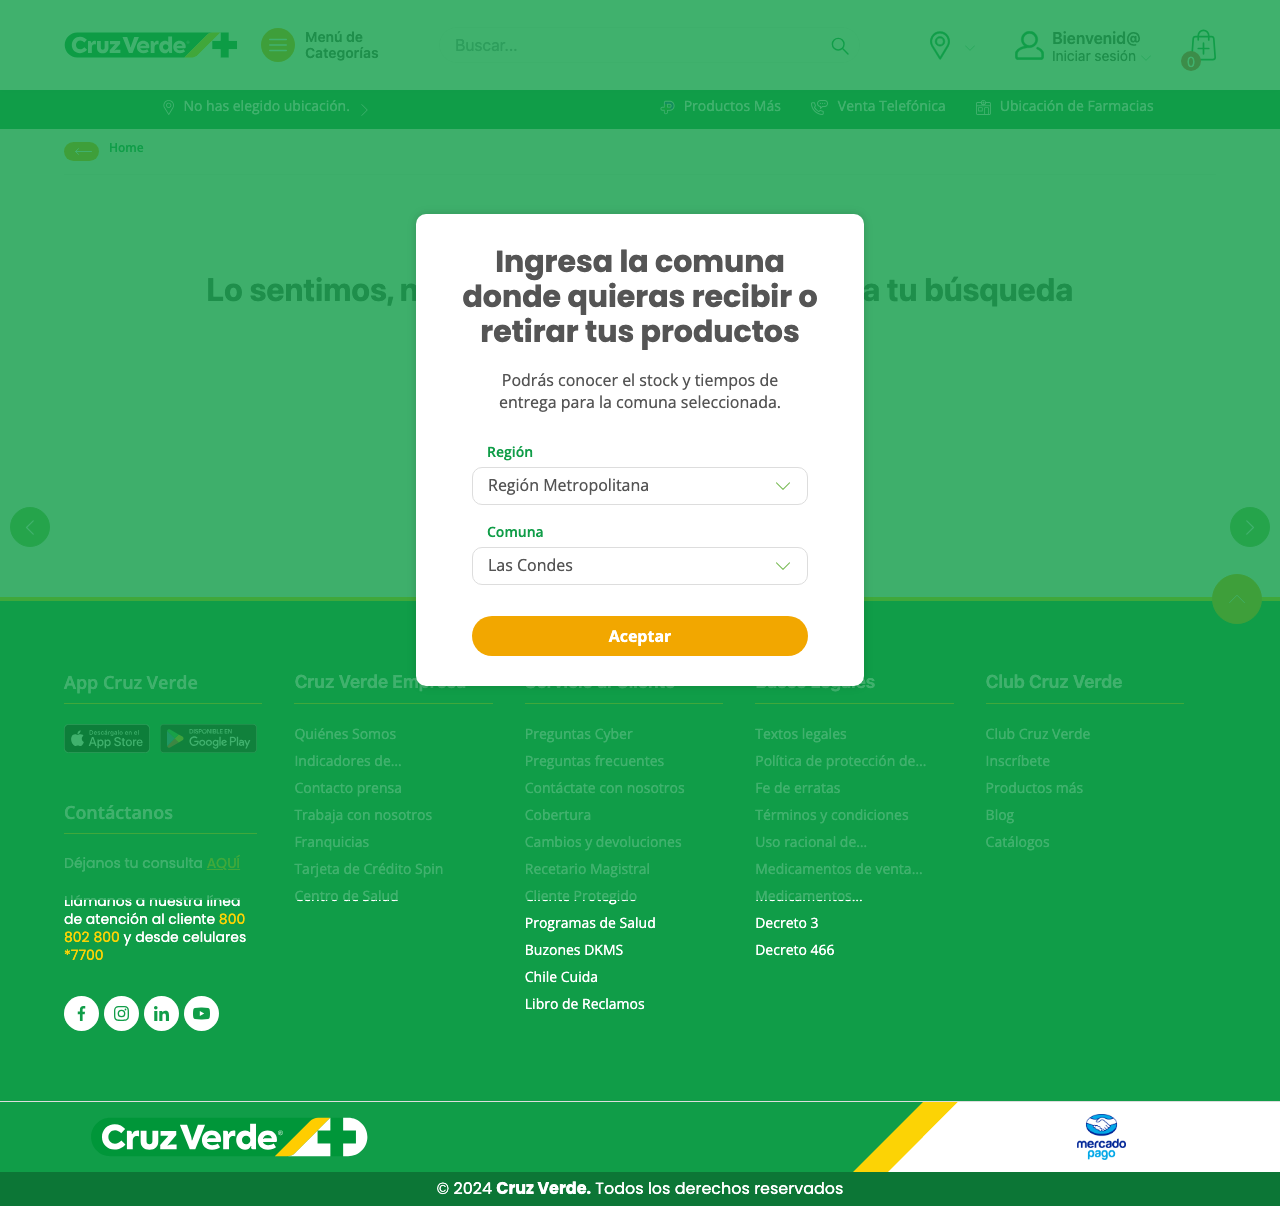 Cruz Verde
Menú de
Categorías
Buscar...
Bienvenid@
Iniciar sesión
0
No has elegido ubicación.
Productos Más
Venta Telefónica
Ubicación de Farmacias
Home
Lo sentimos,
a tu búsqueda
Ingresa la comuna
donde quieras recibir o
retirar tus productos
Podrás conocer el stock y tiempos de
entrega para la comuna seleccionada.
Región
Región Metropolitana
Comuna
Las Condes
Aceptar
App Cruz Verde
Descárgalo en el
App Store
DISPONIBLE EN
Google Play
Contáctanos
Déjanos tu consulta AQUÍ
Llámanos a nuestra línea
de atención al cliente 800
802 800 y desde celulares
*7700
Cruz Verde Empresa
Quiénes Somos
Indicadores de...
Contacto prensa
Trabaja con nosotros
Franquicias
Tarjeta de Crédito Spin
Centro de Salud
Servicio al Cliente
Preguntas Cyber
Preguntas frecuentes
Contáctate con nosotros
Cobertura
Cambios y devoluciones
Recetario Magistral
Cliente Protegido
Programas de Salud
Buzones DKMS
Chile Cuida
Libro de Reclamos
Bases Legales
Textos legales
Política de protección de...
Fe de erratas
Términos y condiciones
Uso racional de...
Medicamentos de venta...
Medicamentos...
Decreto 3
Decreto 466
Club Cruz Verde
Club Cruz Verde
Inscríbete
Productos más
Blog
Catálogos
Cruz Verde
mercado
pago
© 2024 Cruz Verde. Todos los derechos reservados